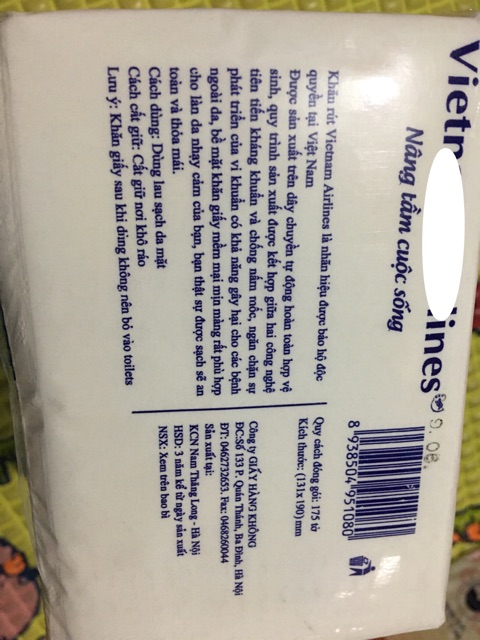 Vietn lines®
Nâng tầm cuộc sống
Khăn rút Vietnam Airlines là nhãn hiệu được bảo hộ độc
quyền tại Việt Nam
Được sản xuất trên dây chuyền tự động hoàn toàn hợp vệ
sinh, quy trình sản xuất được kết hợp giữa hai công nghệ
tiên tiến kháng khuẩn và chống nấm mốc, ngăn chặn sự
phát triển của vi khuẩn có khả năng gây hại cho các bệnh
ngoài da, bề mặt khăn giấy mềm mại mịn màng rất phù hợp
cho làn da nhạy cảm của bạn, bạn thật sự được sạch sẽ an
toàn và thỏa mái.
Cách dùng: Dùng lau sạch da mặt
Cách cất giữ: Cất giữ nơi khô ráo
Lưu ý: Khăn giấy sau khi dùng không nên bỏ vào toilets
9.08.
8 938504 951080
Quy cách đóng gói: 175 tờ
Kích thước: (131x 190) mm
Công ty GIẤY HÀNG KHÔNG
ĐC:Số 133 P. Quán Thánh, Ba Đình, Hà Nội
ĐT: 0462732653. Fax: 0468260044
Sản xuất tại:
KCN Nam Thăng Long - Hà Nội
HSD: 3 năm kể từ ngày sản xuất
NSX: Xem trên bao bì